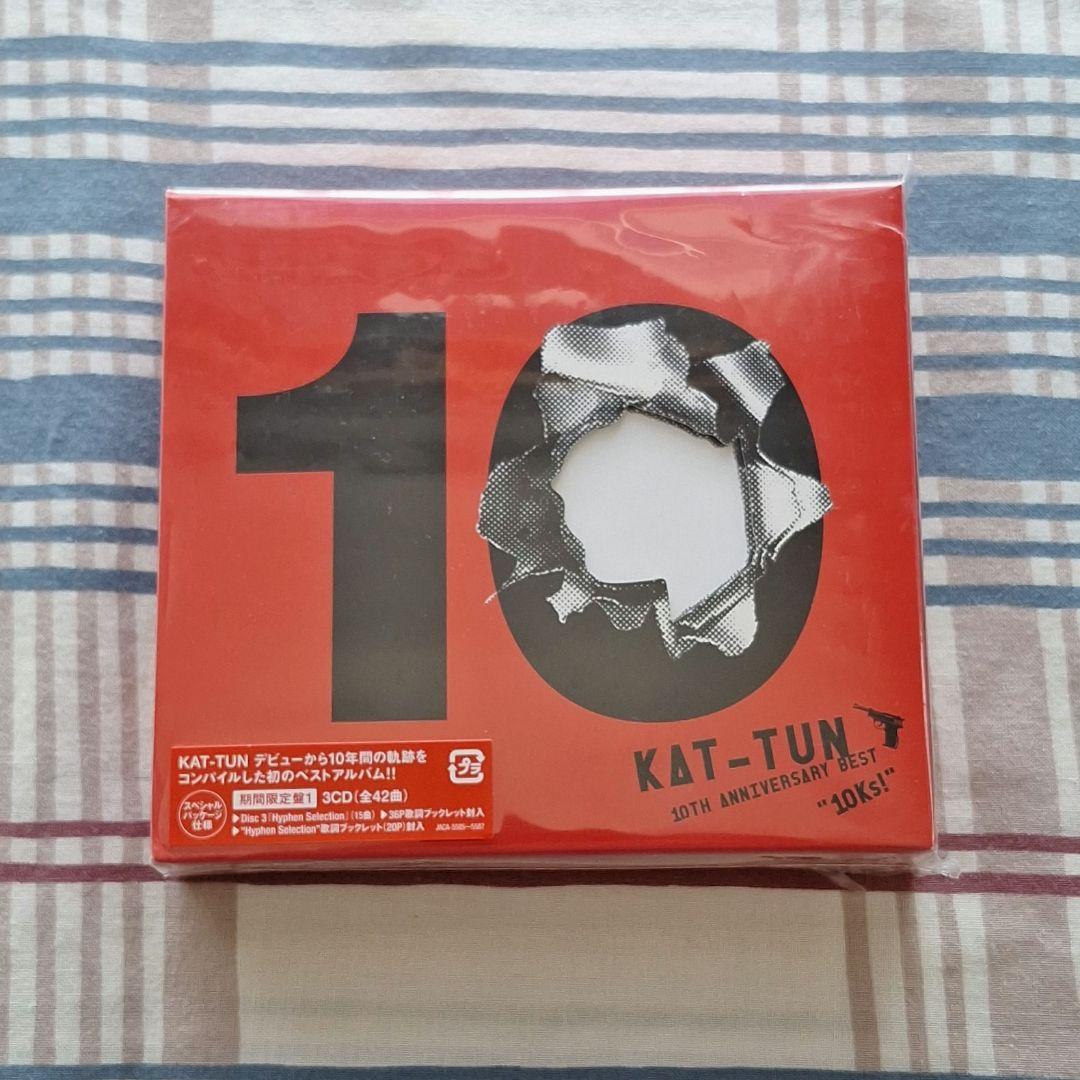 10
KAT-TUN
10TH ANNIVERSARY BEST
"10Ks!"
KAT-TUN デビューから10年間の軌跡を
コンパイルした初のベストアルバム!!
プラ
スペシャル
パッケージ
仕様
期間限定盤1 3CD(全42曲)
▶Disc 3「Hyphen Selection」(15曲) ▶36P歌詞ブックレット封入
▶"Hyphen Selection"歌詞ブックレット(20P)封入 JACA-5585~5587